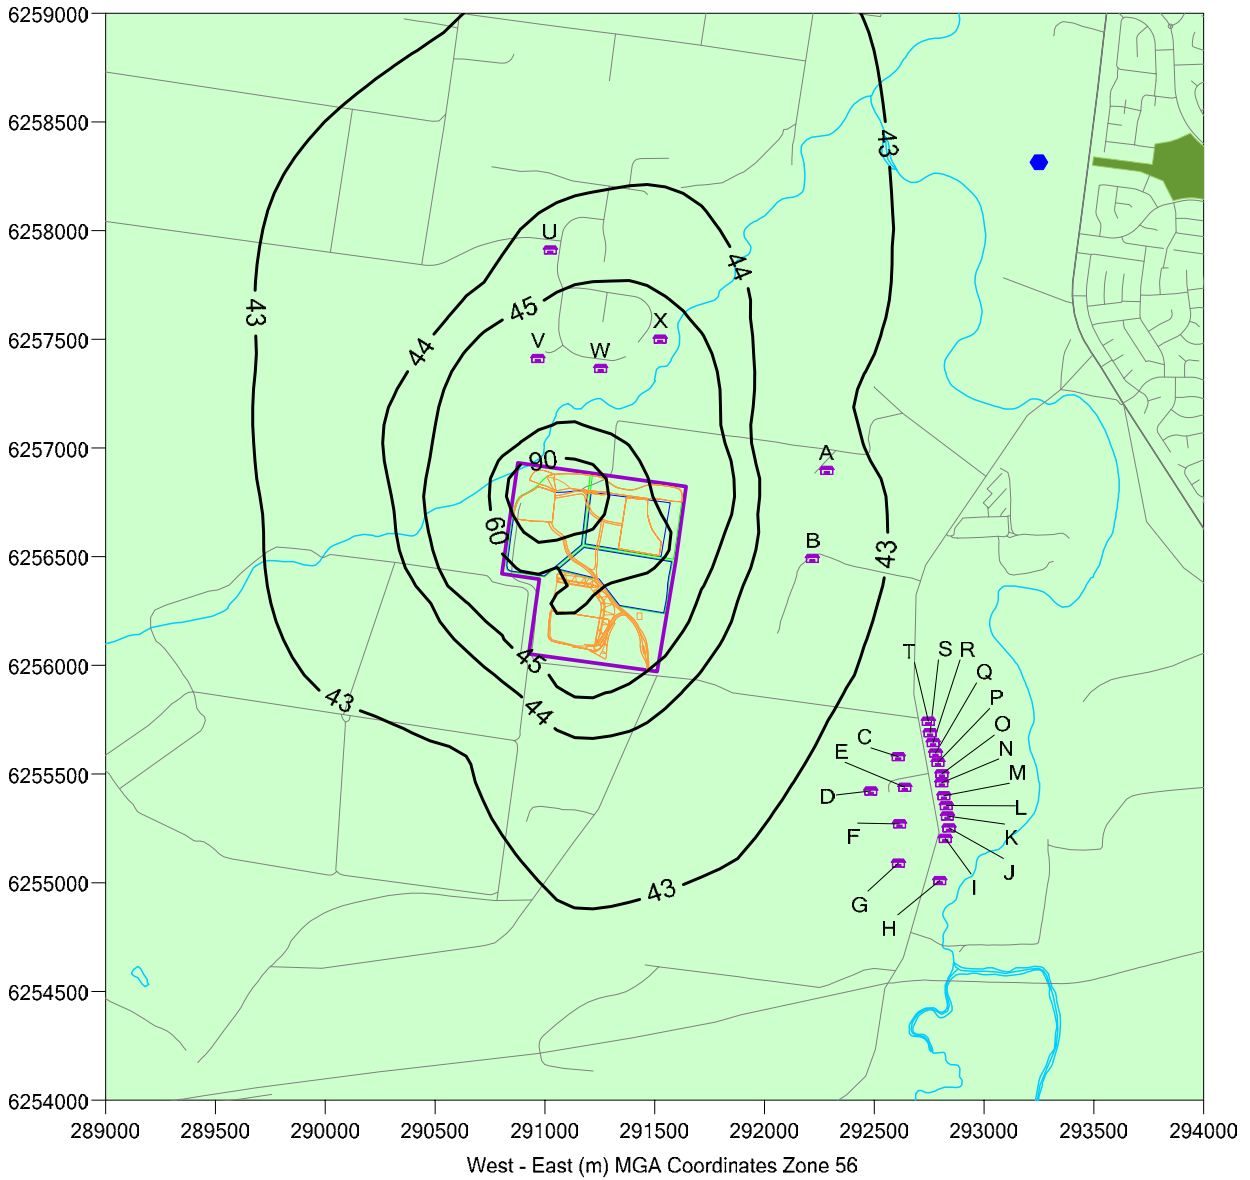 6259000
6258500
43
6258000
U
44
6257500
43
45
X
V
W
44
6257000
A
90
6256500
60
B
43
6256000
45
T
S
R
Q
P
43
44
O
C
E
N
6255500
M
D
L
F
K
J
6255000
43
I
G
H
6254500
6254000
289000 289500 290000 290500 291000 291500 292000 292500 293000 293500 294000
West - East (m) MGA Coordinates Zone 56